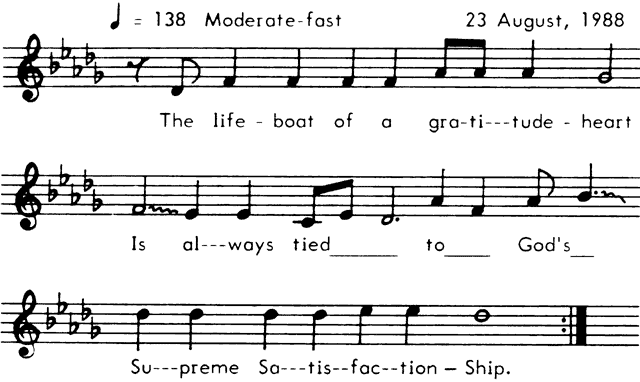 ♩ = 138 Moderate-fast 23 August, 1988
The life - boat of a gra-ti---tude - heart
Is al---ways tied______ to____ God's__
Su---preme Sa---tis--fac--tion – Ship.